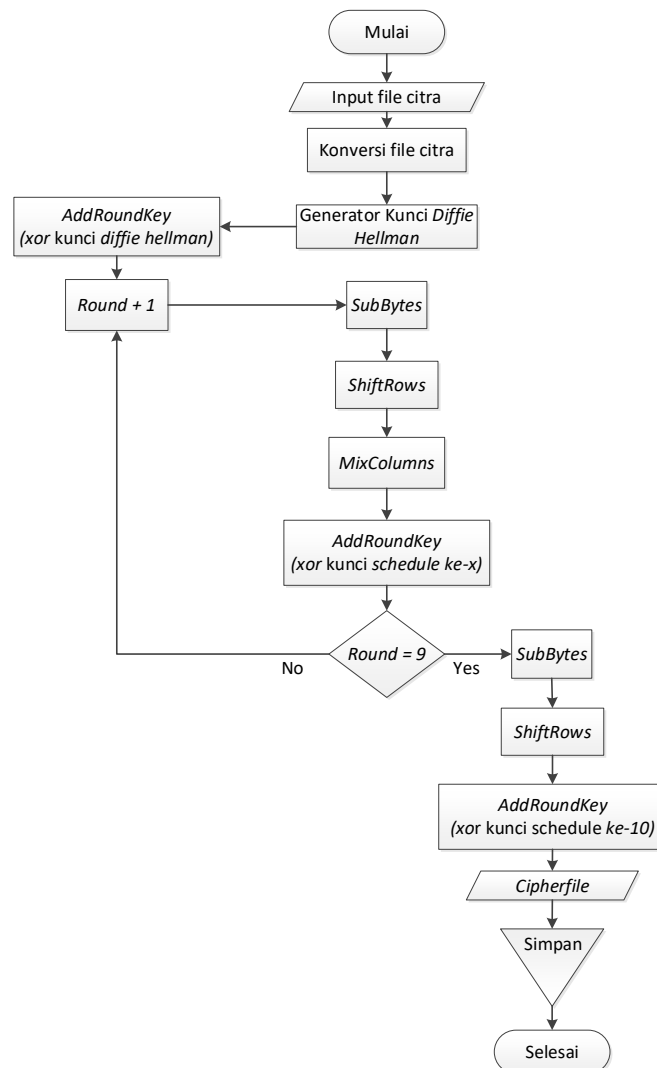 Mulai
Input file citra
Konversi file citra
Generator Kunci Diffie
Hellman
AddRoundKey
(xor kunci diffie hellman)
Round + 1
SubBytes
ShiftRows
MixColumns
AddRoundKey
(xor kunci schedule ke-x)
Round = 9
No
Yes
SubBytes
ShiftRows
AddRoundKey
(xor kunci schedule ke-10)
Cipherfile
Simpan
Selesai